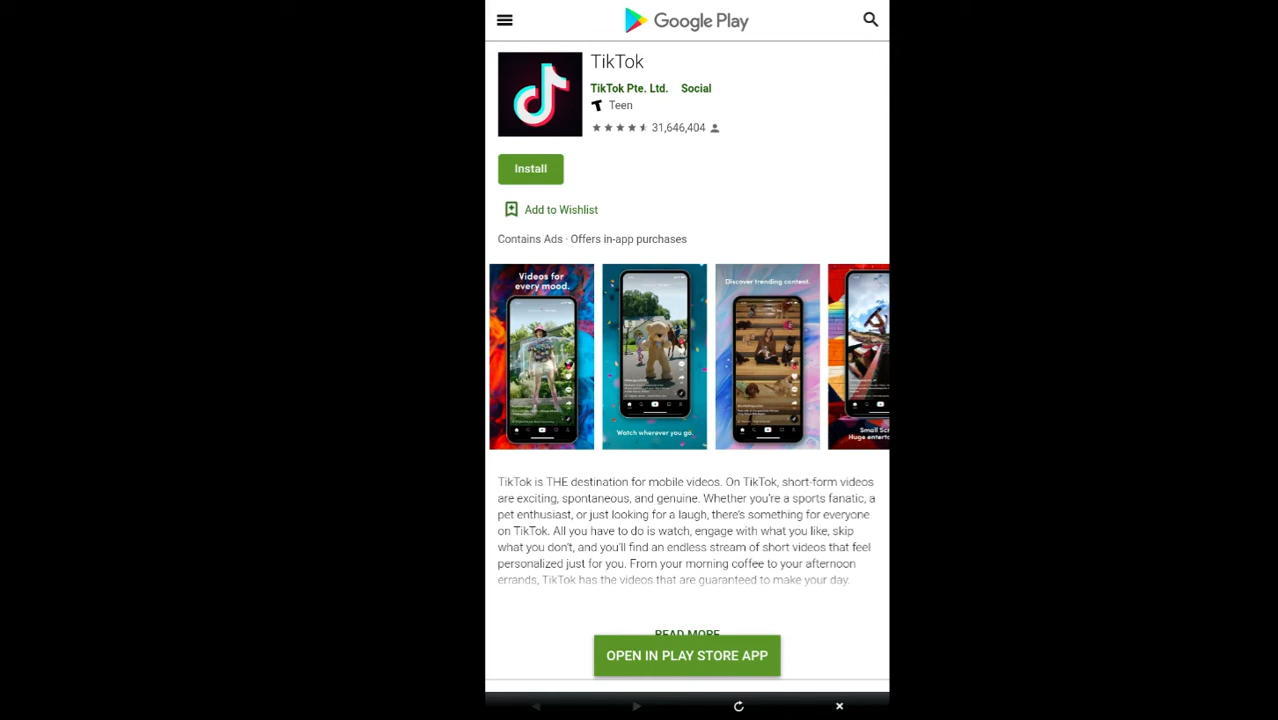 Google Play
TikTok
TikTok Pte. Ltd. Social
Teen
31,646,404
Install
Add to Wishlist
Contains Ads · Offers in-app purchases
Videos for
every mood.
Watch wherever you go.
Discover trending content.
Small Scr
Huge enterta
TikTok is THE destination for mobile videos. On TikTok, short-form videos
are exciting, spontaneous, and genuine. Whether you're a sports fanatic, a
pet enthusiast, or just looking for a laugh, there's something for everyone
on TikTok. All you have to do is watch, engage with what you like, skip
what you don't, and you'll find an endless stream of short videos that feel
personalized just for you. From your morning coffee to your afternoon
errands, TikTok has the videos that are guaranteed to make your day.
READ MORE
OPEN IN PLAY STORE APP